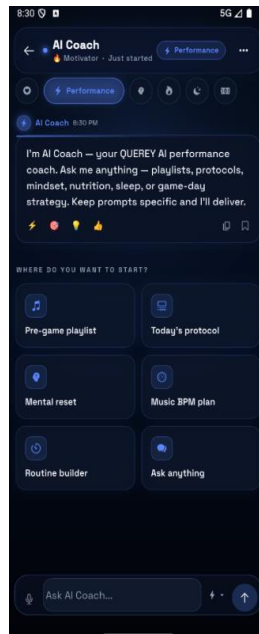 8:30
5G
AI Coach
🔥 Motivator • Just started
⚡ Performance
⚡ Performance
AI Coach 8:30 PM
I'm AI Coach — your QUEREY AI performance
coach. Ask me anything — playlists, protocols,
mindset, nutrition, sleep, or game-day
strategy. Keep prompts specific and I'll deliver.
WHERE DO YOU WANT TO START?
Pre-game playlist
Today's protocol
Mental reset
Music BPM plan
Routine builder
Ask anything
Ask AI Coach...